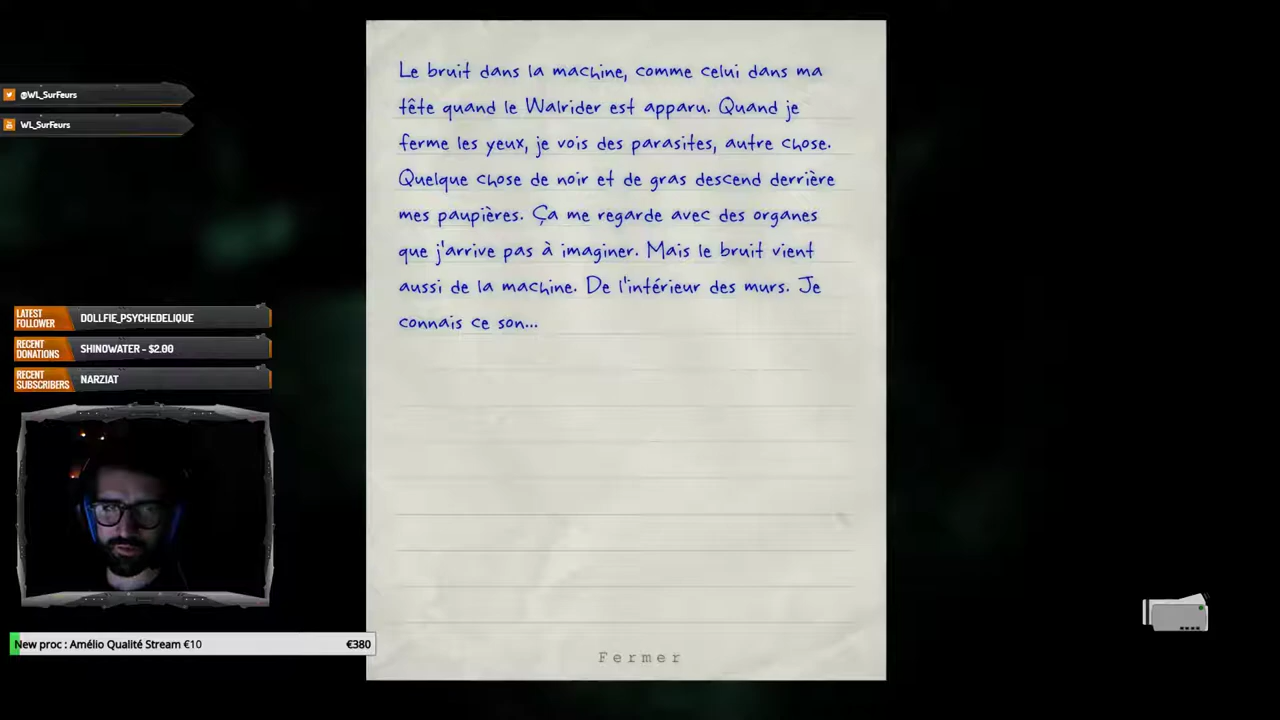 @WL_SurFeurs
WL_SurFeurs
Le bruit dans la machine, comme celui dans ma
tête quand le Walrider est apparu. Quand je
ferme les yeux, je vois des parasites, autre chose.
Quelque chose de noir et de gras descend derrière
mes paupières. Ça me regarde avec des organes
que j'arrive pas à imaginer. Mais le bruit vient
aussi de la machine. De l'intérieur des murs. Je
connais ce son...
Fermer
LATEST
FOLLOWER
DOLLFIE_PSYCHEDELIQUE
RECENT
DONATIONS
SHINOWATER - $2.00
RECENT
SUBSCRIBERS
NARZIAT
New proc : Amélio Qualité Stream €10
€380